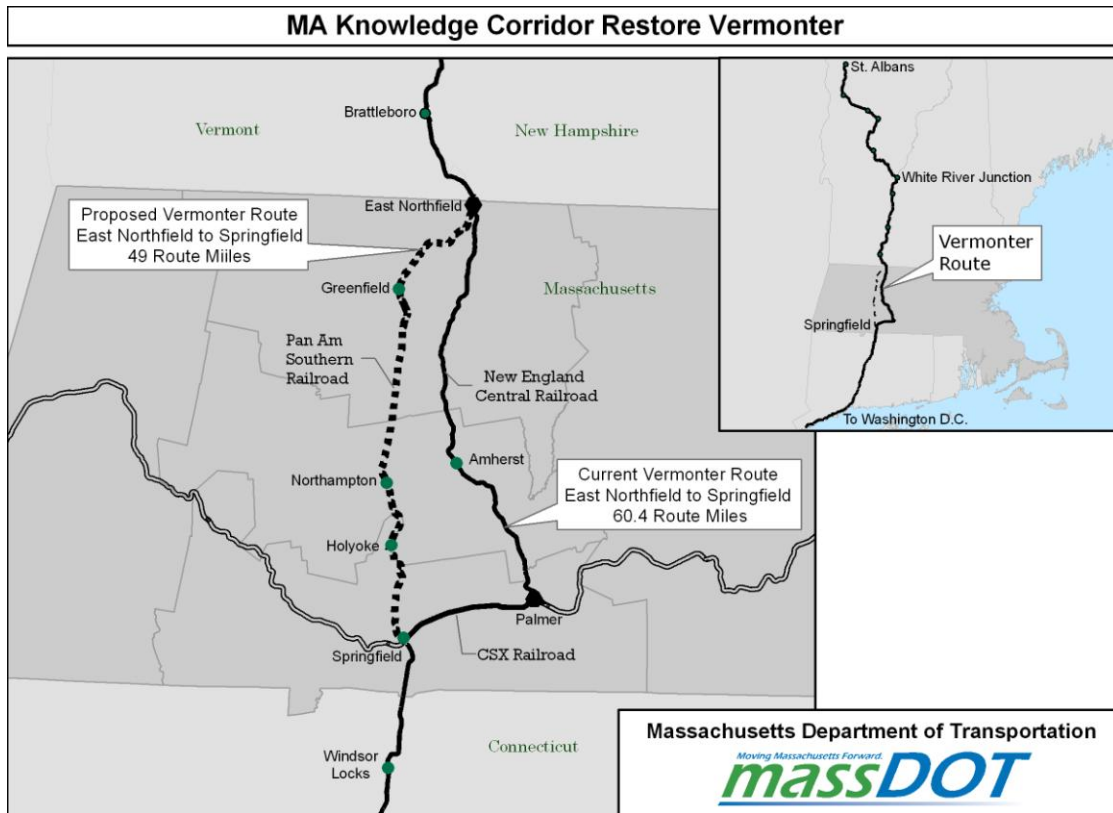 MA Knowledge Corridor Restore Vermonter
Brattleboro
Vermont
New Hampshire
East Northfield
Proposed Vermonter Route
East Northfield to Springfield
49 Route Miiles
Greenfield
Massachusetts
Pan Am
Southern
Railroad
New England
Central Railroad
Amherst
Northampton
Current Vermonter Route
East Northfield to Springfield
60.4 Route Miles
Holyoke
Palmer
Springfield
CSX Railroad
Connecticut
Windsor
Locks
St. Albans
White River Junction
Vermonter
Route
Springfield
To Washington D.C.
Massachusetts Department of Transportation
Moving Massachusetts Forward.
massDOT